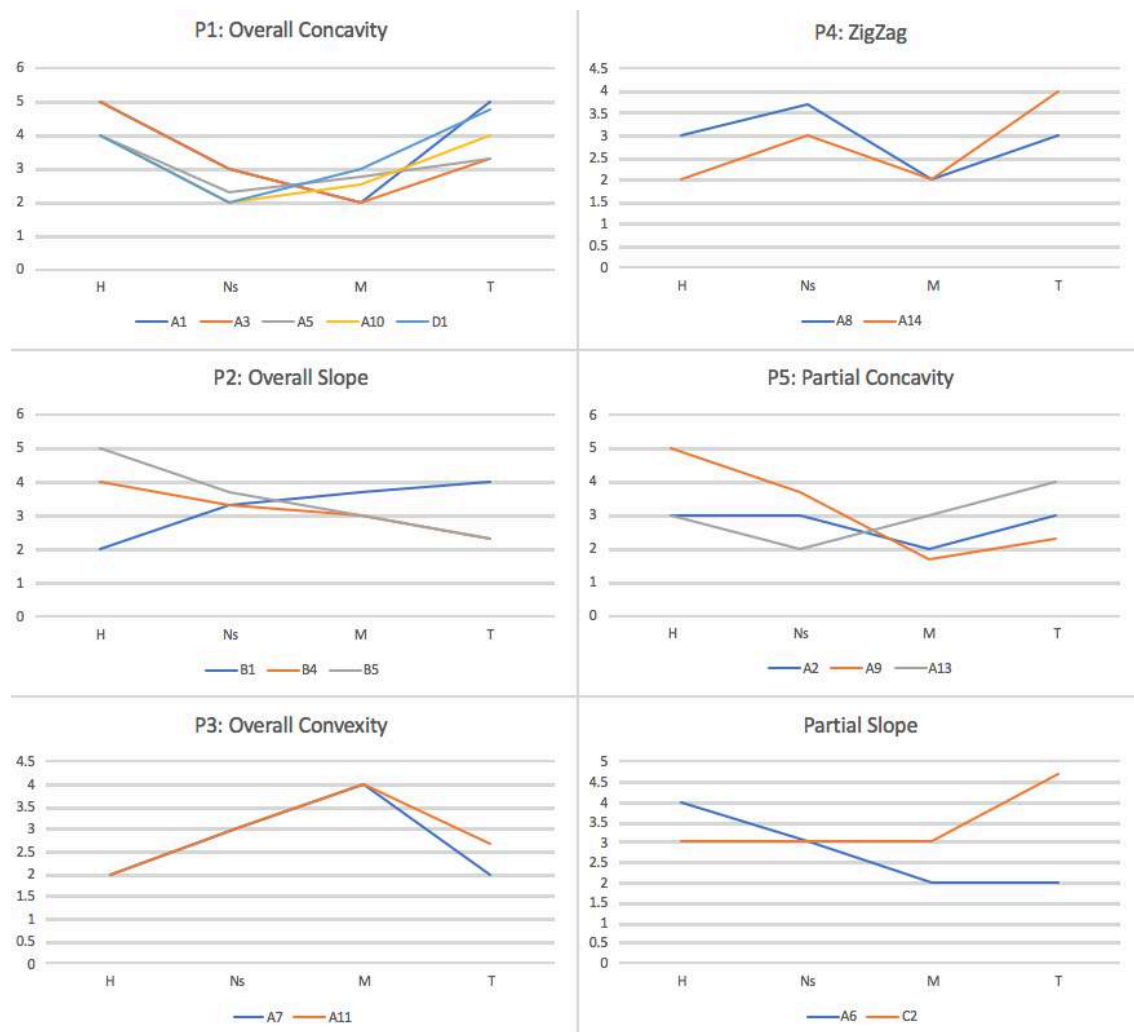 P1: Overall Concavity
6
5
4
3
2
1
0
H Ns M T
A1 A3 A5 A10 D1
P4: ZigZag
4.5
4
3.5
3
2.5
2
1.5
1
0.5
0
H Ns M T
A8 A14
P2: Overall Slope
6
5
4
3
2
1
0
H Ns M T
B1 B4 B5
P5: Partial Concavity
6
5
4
3
2
1
0
H Ns M T
A2 A9 A13
P3: Overall Convexity
4.5
4
3.5
3
2.5
2
1.5
1
0.5
0
H Ns M T
A7 A11
Partial Slope
5
4.5
4
3.5
3
2.5
2
1.5
1
0.5
0
H Ns M T
A6 C2